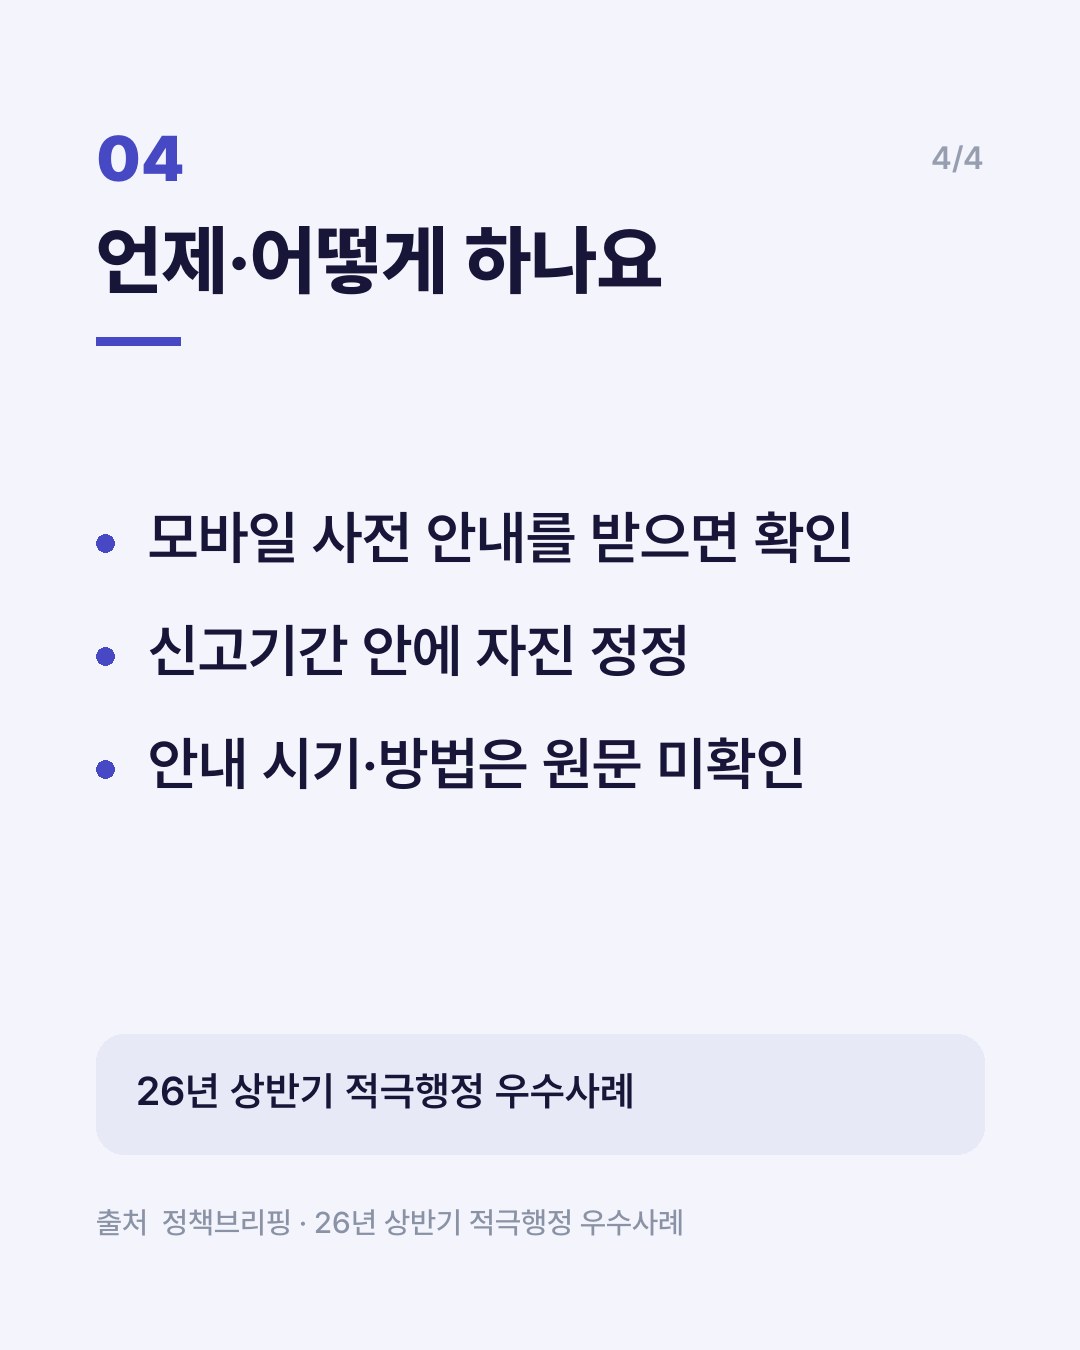 04
4/4
언제·어떻게 하나요
모바일 사전 안내를 받으면 확인
신고기간 안에 자진 정정
안내 시기·방법은 원문 미확인
26년 상반기 적극행정 우수사례
출처 정책브리핑 · 26년 상반기 적극행정 우수사례